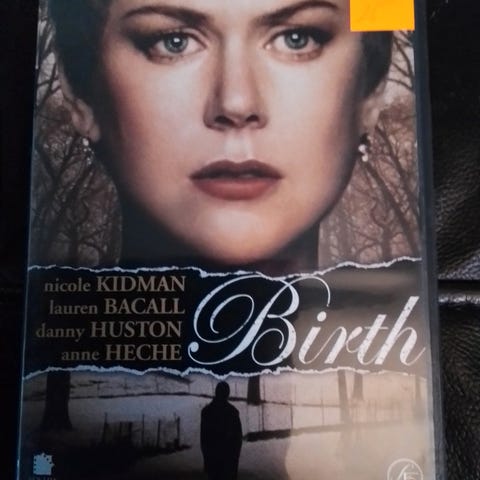 nicole KIDMAN
lauren BACALL
danny HUSTON
anne HECHE
Birth